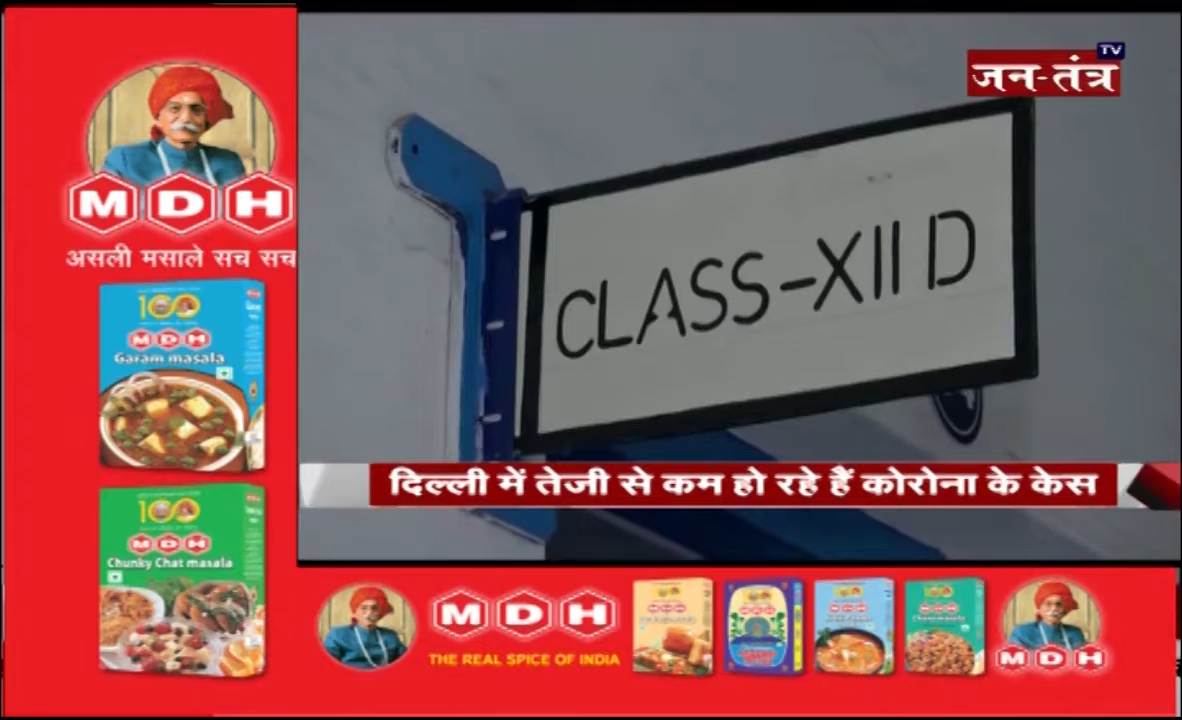 TV
जन-तंत्र
CLASS-XII D
दिल्ली में तेजी से कम हो रहे हैं कोरोना के केस
MDH
असली मसाले सच सच
100
MDH
Garam masala
100
MDH
Chunky Chat masala
MDH
THE REAL SPICE OF INDIA
MDH